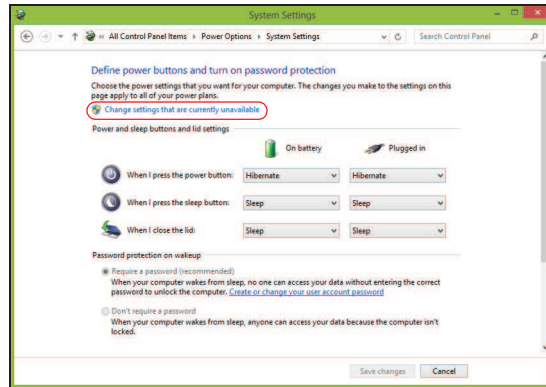 System Settings
« All Control Panel Items ▸ Power Options ▸ System Settings
Search Control Panel
Define power buttons and turn on password protection
Choose the power settings that you want for your computer. The changes you make to the settings on this
page apply to all of your power plans.
Change settings that are currently unavailable
Power and sleep buttons and lid settings
On battery Plugged in
When I press the power button: Hibernate Hibernate
When I press the sleep button: Sleep Sleep
When I close the lid: Sleep Sleep
Password protection on wakeup
Require a password (recommended)
When your computer wakes from sleep, no one can access your data without entering the correct
password to unlock the computer. Create or change your user account password
Don't require a password
When your computer wakes from sleep, anyone can access your data because the computer isn't
locked.
Save changes Cancel